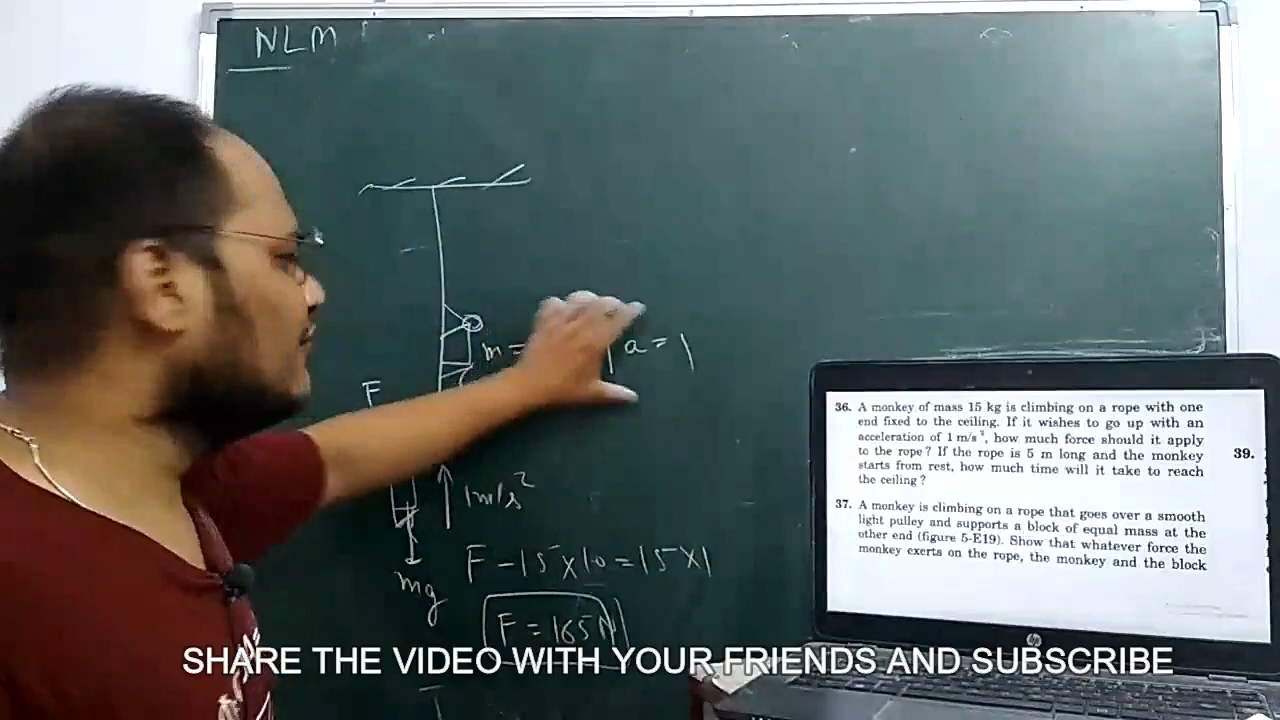 NLM
m =
a = 1
F
1m/s²
F - 15 x 10 = 15 x 1
mg
F = 165N
36. A monkey of mass 15 kg is climbing on a rope with one
end fixed to the ceiling. If it wishes to go up with an
acceleration of 1 m/s², how much force should it apply
to the rope ? If the rope is 5 m long and the monkey
starts from rest, how much time will it take to reach
the ceiling ?
39.
37. A monkey is climbing on a rope that goes over a smooth
light pulley and supports a block of equal mass at the
other end (figure 5-E19). Show that whatever force the
monkey exerts on the rope, the monkey and the block
hp
SHARE THE VIDEO WITH YOUR FRIENDS AND SUBSCRIBE